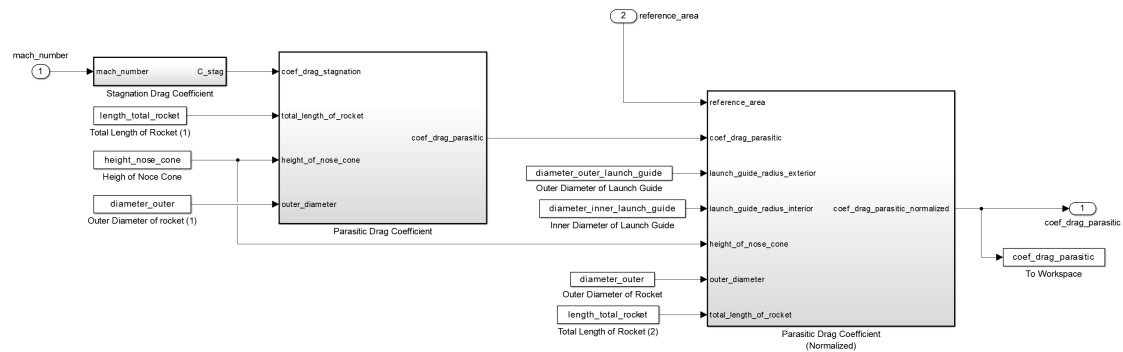 2
reference_area
mach_number
1
mach_number
C_stag
Stagnation Drag Coefficient
coef_drag_stagnation
length_total_rocket
Total Length of Rocket (1)
total_length_of_rocket
coef_drag_parasitic
height_nose_cone
Heigh of Noce Cone
height_of_nose_cone
diameter_outer
Outer Diameter of rocket (1)
outer_diameter
Parasitic Drag Coefficient
reference_area
coef_drag_parasitic
diameter_outer_launch_guide
Outer Diameter of Launch Guide
launch_guide_radius_exterior
diameter_inner_launch_guide
Inner Diameter of Launch Guide
launch_guide_radius_interior
coef_drag_parasitic_normalized
height_of_nose_cone
diameter_outer
Outer Diameter of Rocket
outer_diameter
length_total_rocket
Total Length of Rocket (2)
total_length_of_rocket
Parasitic Drag Coefficient
(Normalized)
1
coef_drag_parasitic
coef_drag_parasitic
To Workspace